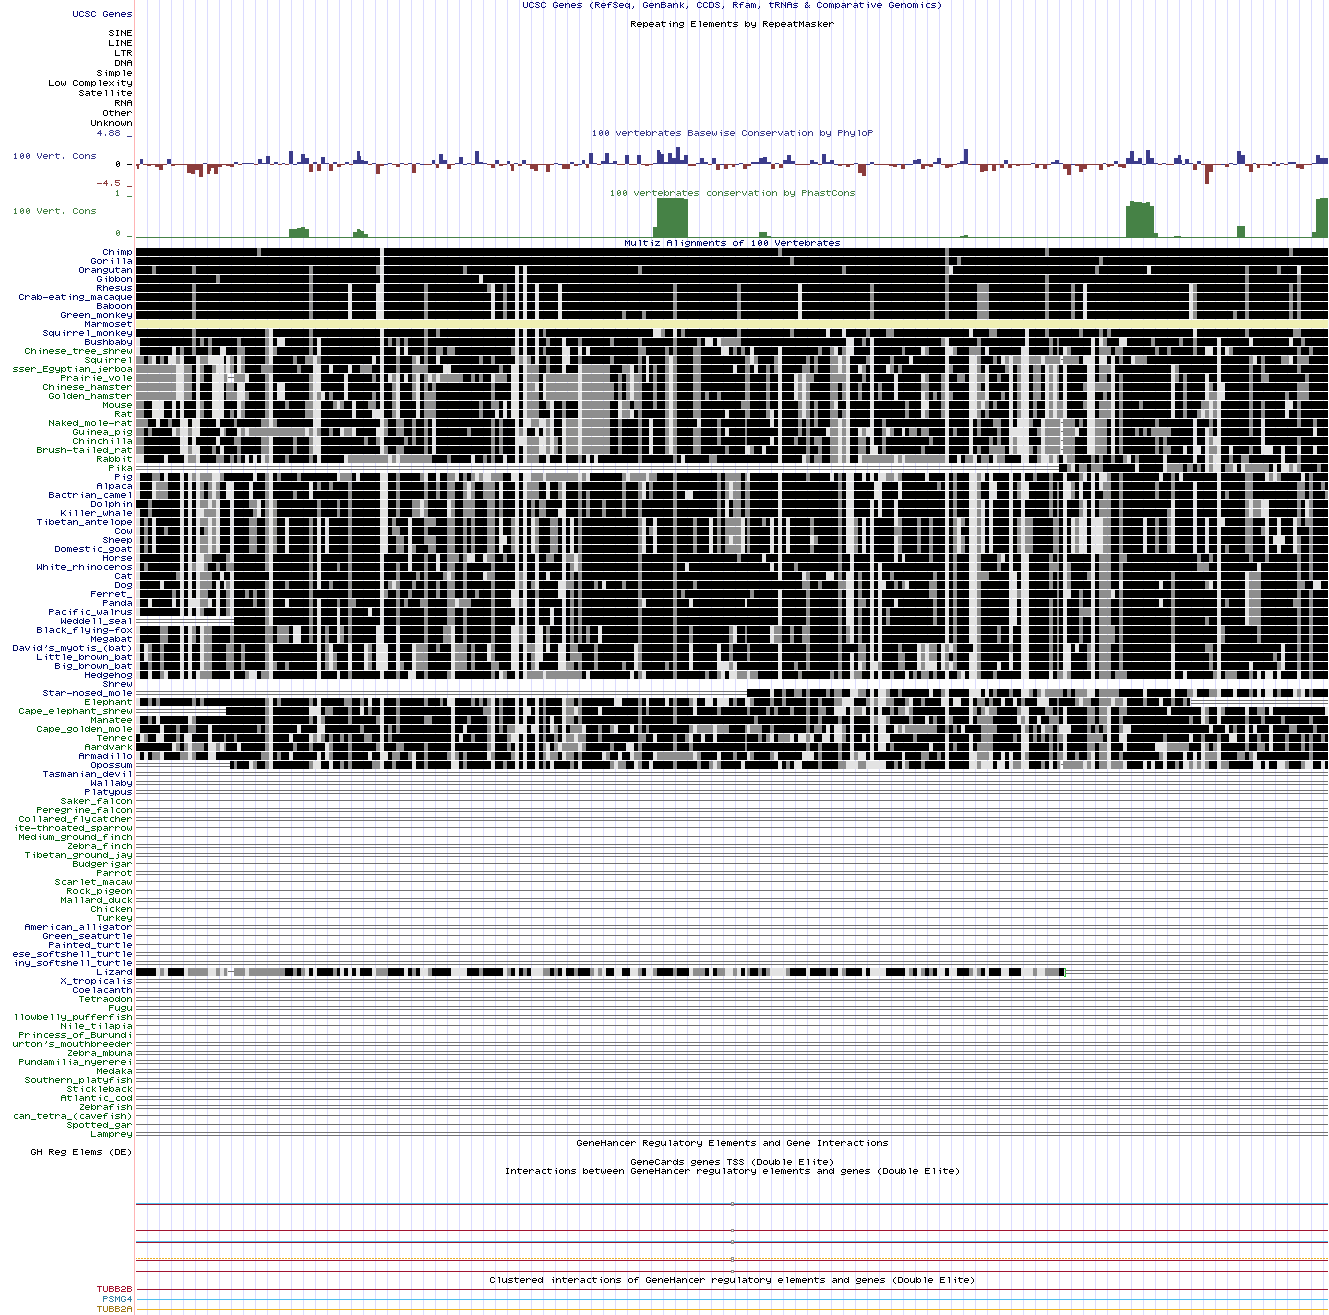 UCSC Genes (RefSeq, GenBank, CCDS, Rfam, tRNAs & Comparative Genomics)
UCSC Genes
Repeating Elements by RepeatMasker
SINE
LINE
LTR
DNA
Simple
Low Complexity
Satellite
RNA
Other
Unknown
100 vertebrates Basewise Conservation by PhyloP
4.88 _
100 Vert. Cons
0 -
-4.5 _
100 vertebrates conservation by PhastCons
1 _
100 Vert. Cons
0 _
Multiz Alignments of 100 Vertebrates
Chimp
Gorilla
Orangutan
Gibbon
Rhesus
Crab-eating_macaque
Baboon
Green_monkey
Marmoset
Squirrel_monkey
Bushbaby
Chinese_tree_shrew
Squirrel
sser_Egyptian_jerboa
Prairie_vole
Chinese_hamster
Golden_hamster
Mouse
Rat
Naked_mole-rat
Guinea_pig
Chinchilla
Brush-tailed_rat
Rabbit
Pika
Pig
Alpaca
Bactrian_camel
Dolphin
Killer_whale
Tibetan_antelope
Cow
Sheep
Domestic_goat
Horse
White_rhinoceros
Cat
Dog
Ferret_
Panda
Pacific_walrus
Weddell_seal
Black_flying-fox
Megabat
David's_myotis_(bat)
Little_brown_bat
Big_brown_bat
Hedgehog
Shrew
Star-nosed_mole
Elephant
Cape_elephant_shrew
Manatee
Cape_golden_mole
Tenrec
Aardvark
Armadillo
Opossum
Tasmanian_devil
Wallaby
Platypus
Saker_falcon
Peregrine_falcon
Collared_flycatcher
ite-throated_sparrow
Medium_ground_finch
Zebra_finch
Tibetan_ground_jay
Budgerigar
Parrot
Scarlet_macaw
Rock_pigeon
Mallard_duck
Chicken
Turkey
American_alligator
Green_seaturtle
Painted_turtle
ese_softshell_turtle
iny_softshell_turtle
Lizard
X_tropicalis
Coelacanth
Tetraodon
Fugu
llowbelly_pufferfish
Nile_tilapia
Princess_of_Burundi
urton's_mouthbreeder
Zebra_mbuna
Pundamilia_nyererei
Medaka
Southern_platyfish
Stickleback
Atlantic_cod
Zebrafish
can_tetra_(cavefish)
Spotted_gar
Lamprey
GeneHancer Regulatory Elements and Gene Interactions
GH Reg Elems (DE)
GeneCards genes TSS (Double Elite)
Interactions between GeneHancer regulatory elements and genes (Double Elite)
Clustered interactions of GeneHancer regulatory elements and genes (Double Elite)
TUBB2B
PSMG4
TUBB2A